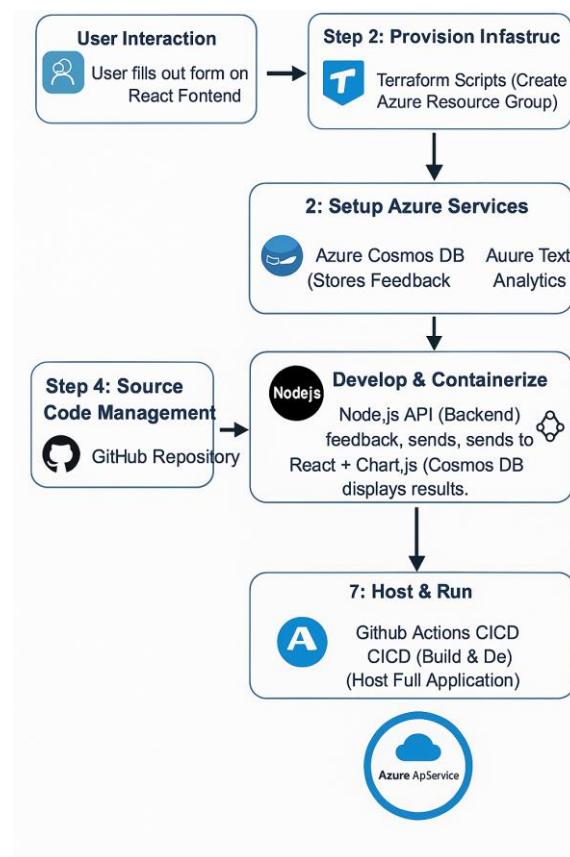 User Interaction
User fills out form on
React Fontend
Step 2: Provision Infastruc
Terraform Scripts (Create
Azure Resource Group)
2: Setup Azure Services
Azure Cosmos DB
(Stores Feedback
Auure Text
Analytics
Step 4: Source
Code Management
GitHub Repository
Nodejs
Develop & Containerize
Node,js API (Backend)
feedback, sends, sends to
React + Chart,js (Cosmos DB
displays results.
7: Host & Run
Github Actions CICD
CICD (Build & De)
(Host Full Application)
Azure ApService